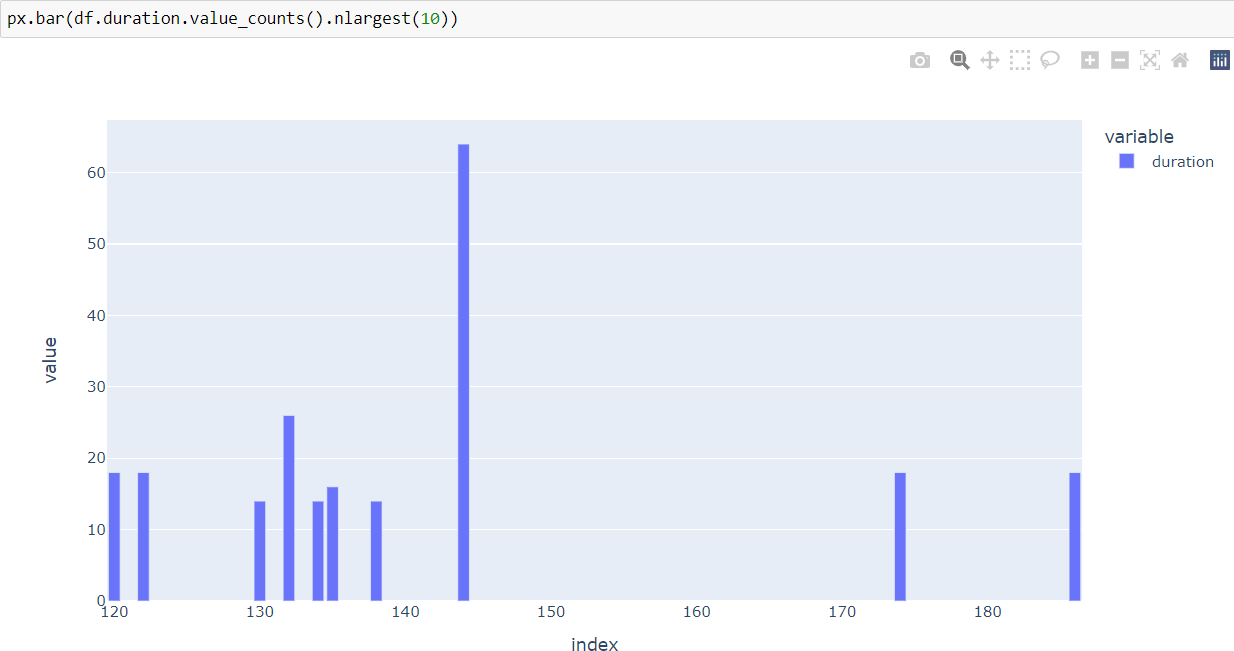 px.bar(df.duration.value_counts().nlargest(10))
variable
duration
60
50
40
30
20
10
0
value
120 130 140 150 160 170 180
index